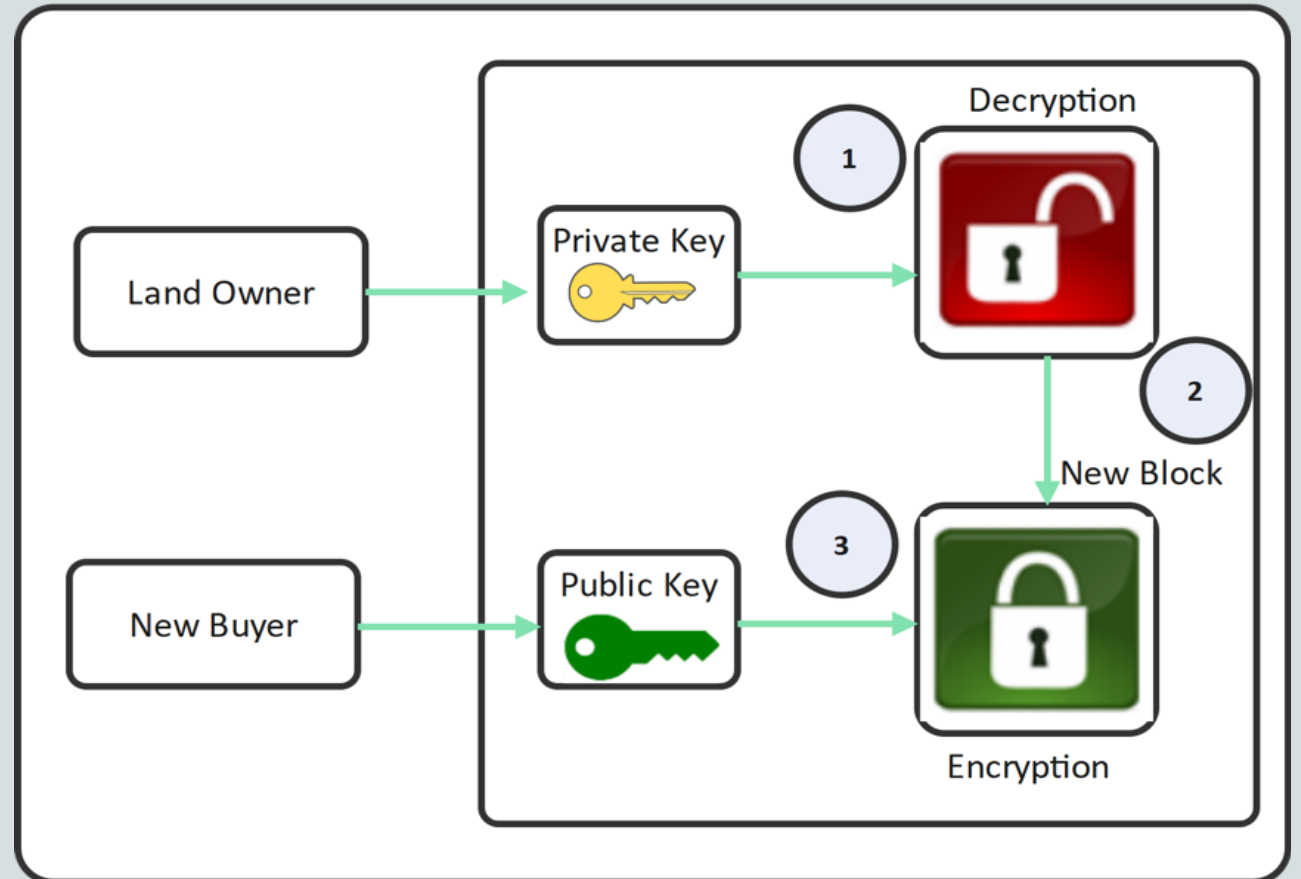 Decryption
1
Private Key
Land Owner
2
New Block
3
Public Key
New Buyer
Encryption